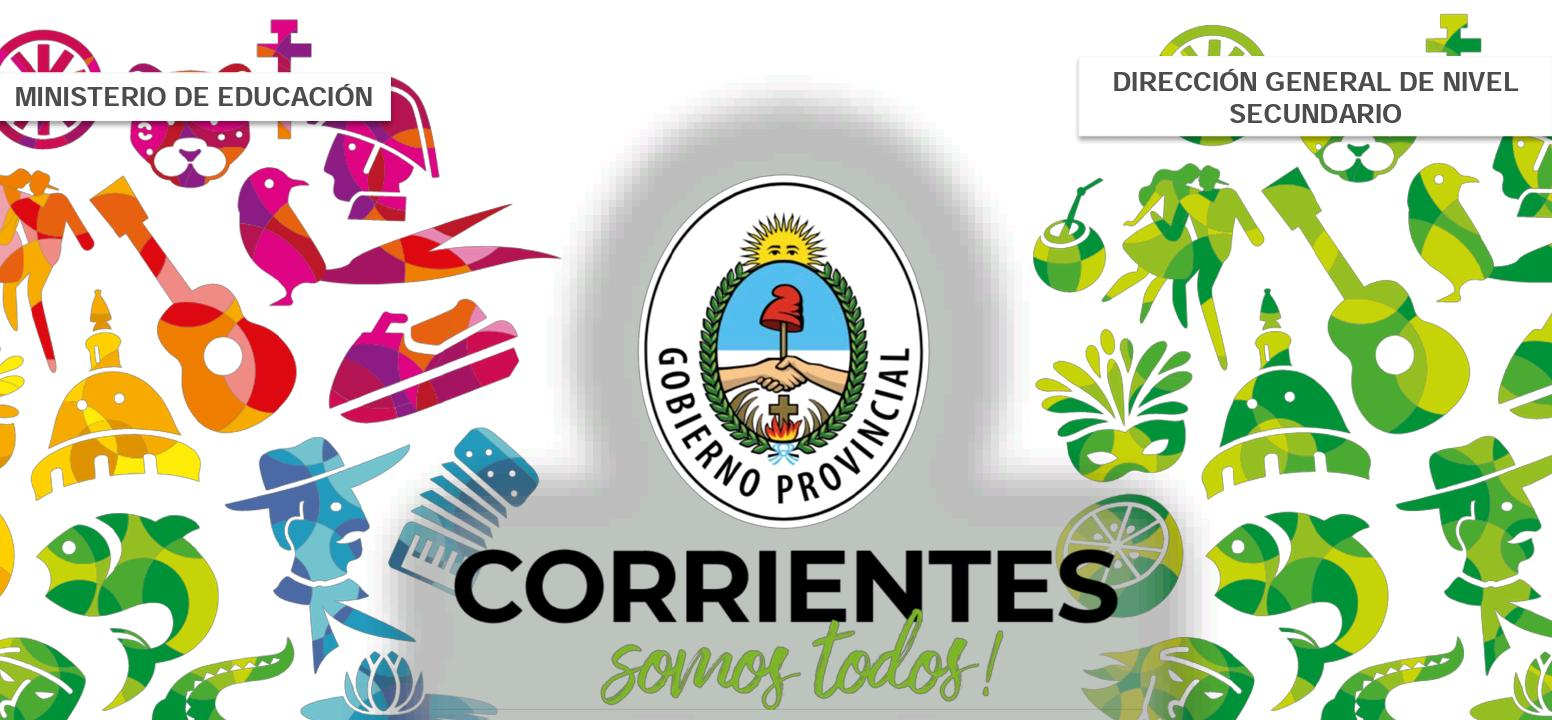 MINISTERIO DE EDUCACIÓN
DIRECCIÓN GENERAL DE NIVEL
SECUNDARIO
GOBIERNO PROVINCIAL
CORRIENTES
somos todos!